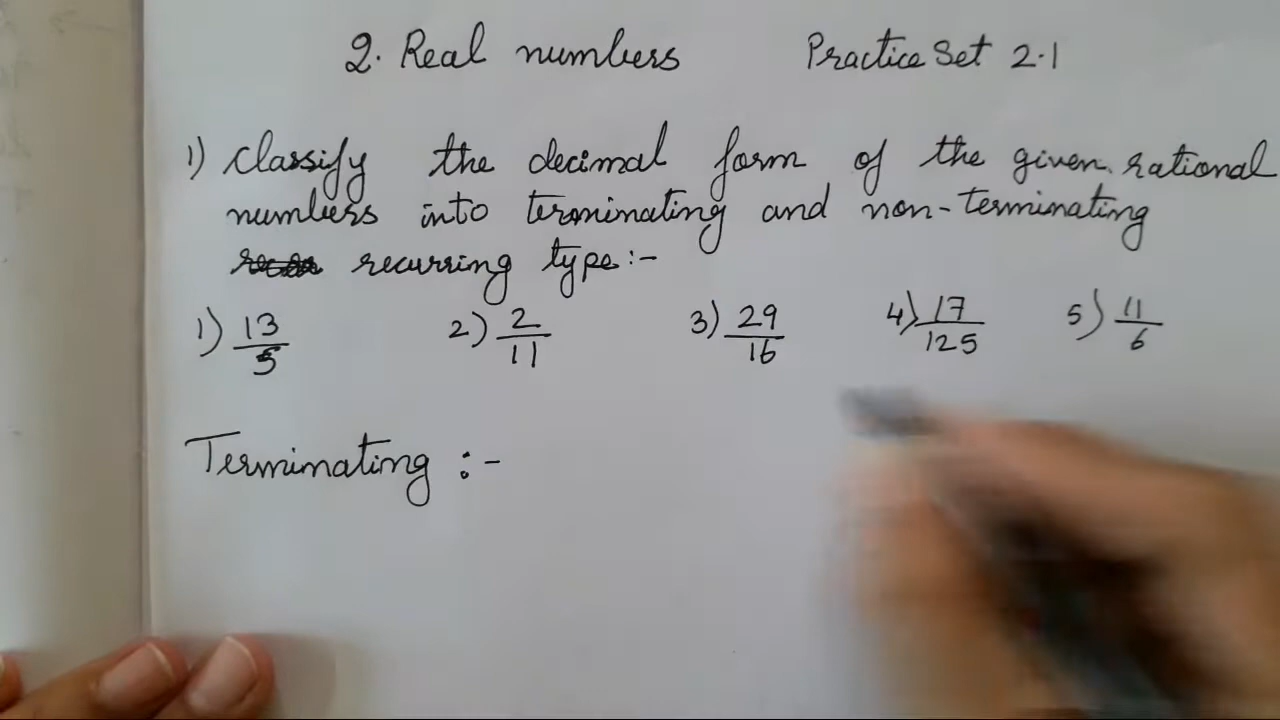 2. Real numbers Practice Set 2.1
1) Classify the decimal form of the given rational
numbers into terminating and non-terminating
recurring type:-
1) 13/5 2) 2/11 3) 29/16 4) 17/125 5) 11/6
Terminating :-